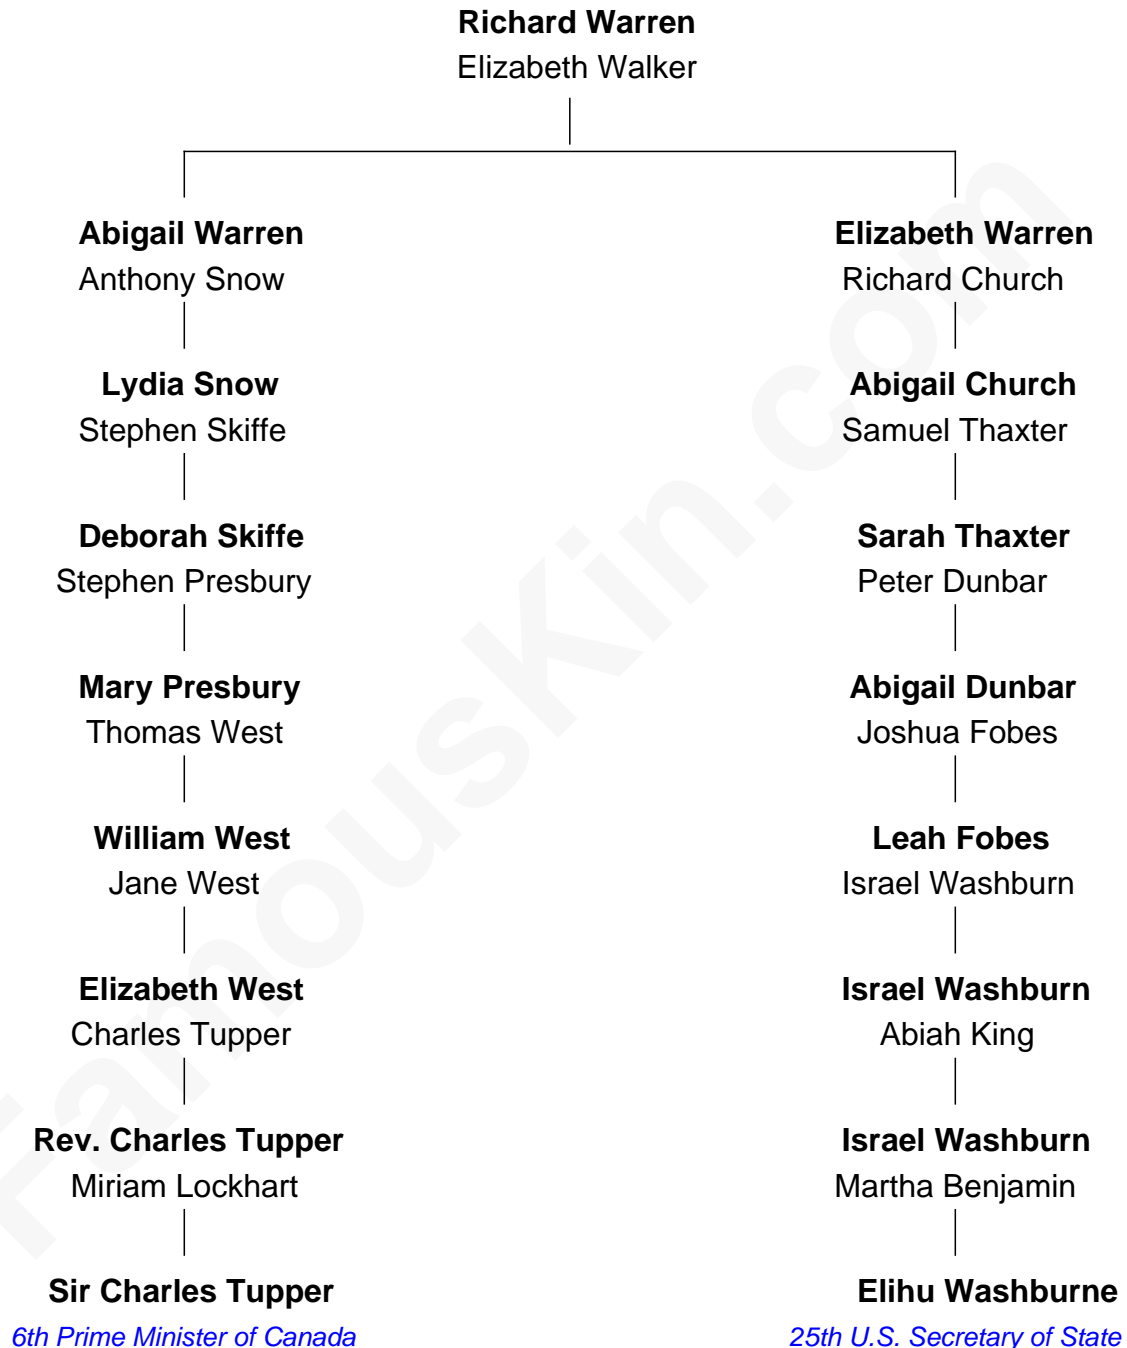 Richard Warren
Elizabeth Walker
Abigail Warren
Anthony Snow
Elizabeth Warren
Richard Church
Lydia Snow
Stephen Skiffe
Abigail Church
Samuel Thaxter
Deborah Skiffe
Stephen Presbury
Sarah Thaxter
Peter Dunbar
Mary Presbury
Thomas West
Abigail Dunbar
Joshua Fobes
William West
Jane West
Leah Fobes
Israel Washburn
Elizabeth West
Charles Tupper
Israel Washburn
Abiah King
Rev. Charles Tupper
Miriam Lockhart
Israel Washburn
Martha Benjamin
Sir Charles Tupper
6th Prime Minister of Canada
Elihu Washburne
25th U.S. Secretary of State
FamousKin.com